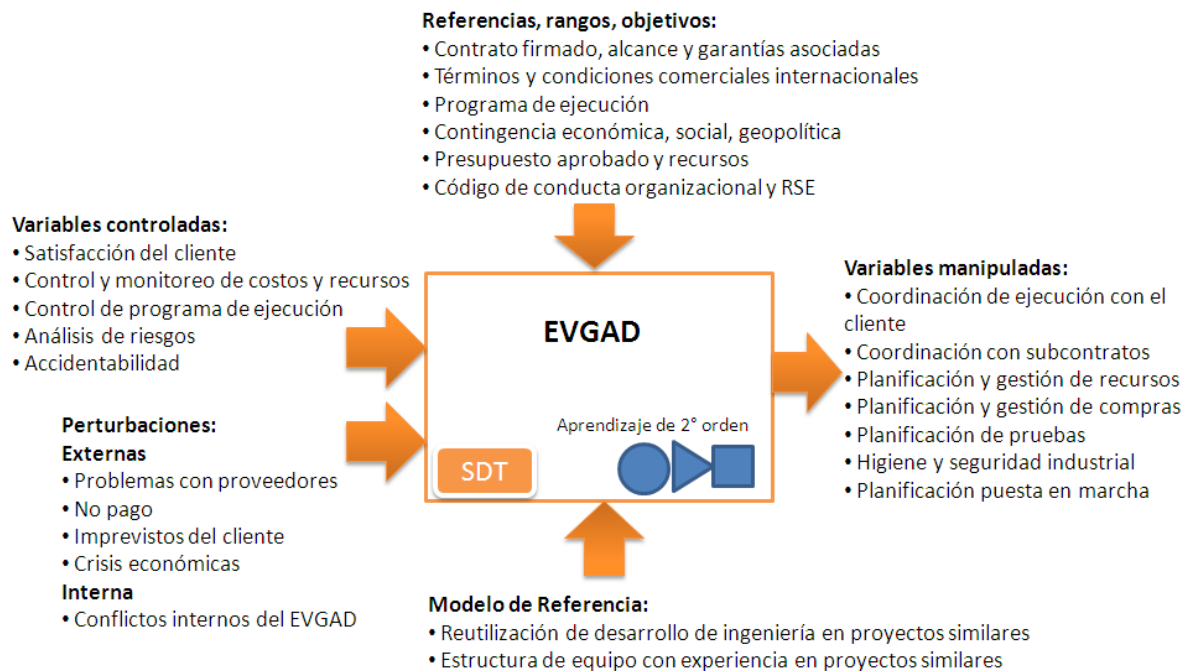 Referencias, rangos, objetivos:
• Contrato firmado, alcance y garantías asociadas
• Términos y condiciones comerciales internacionales
• Programa de ejecución
• Contingencia económica, social, geopolítica
• Presupuesto aprobado y recursos
• Código de conducta organizacional y RSE
Variables controladas:
• Satisfacción del cliente
• Control y monitoreo de costos y recursos
• Control de programa de ejecución
• Análisis de riesgos
• Accidentabilidad
Perturbaciones:
Externas
• Problemas con proveedores
• No pago
• Imprevistos del cliente
• Crisis económicas
Interna
• Conflictos internos del EVGAD
EVGAD
Aprendizaje de 2° orden
SDT
Variables manipuladas:
• Coordinación de ejecución con el
cliente
• Coordinación con subcontratos
• Planificación y gestión de recursos
• Planificación y gestión de compras
• Planificación de pruebas
• Higiene y seguridad industrial
• Planificación puesta en marcha
Modelo de Referencia:
• Reutilización de desarrollo de ingeniería en proyectos similares
• Estructura de equipo con experiencia en proyectos similares